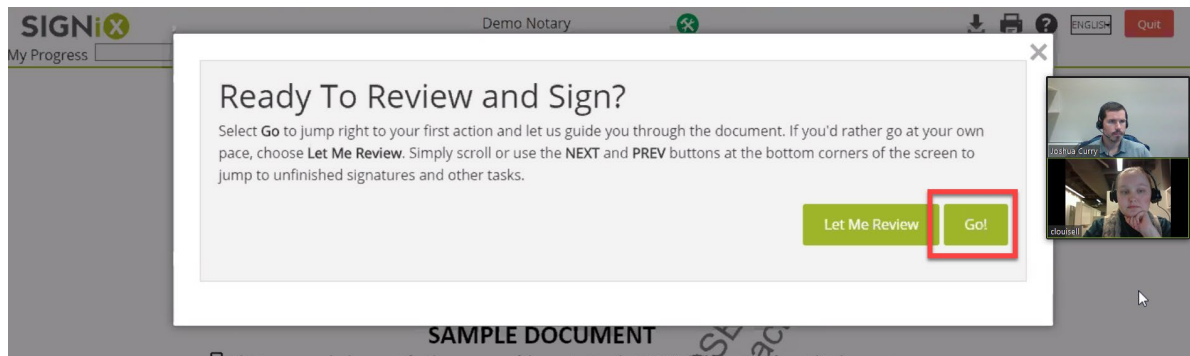 SIGNiX
Demo Notary
ENGLISH
Quit
My Progress
Ready To Review and Sign?
Select Go to jump right to your first action and let us guide you through the document. If you'd rather go at your own
pace, choose Let Me Review. Simply scroll or use the NEXT and PREV buttons at the bottom corners of the screen to
jump to unfinished signatures and other tasks.
Let Me Review
Go!
Joshua Curry
clouisell
SAMPLE DOCUMENT